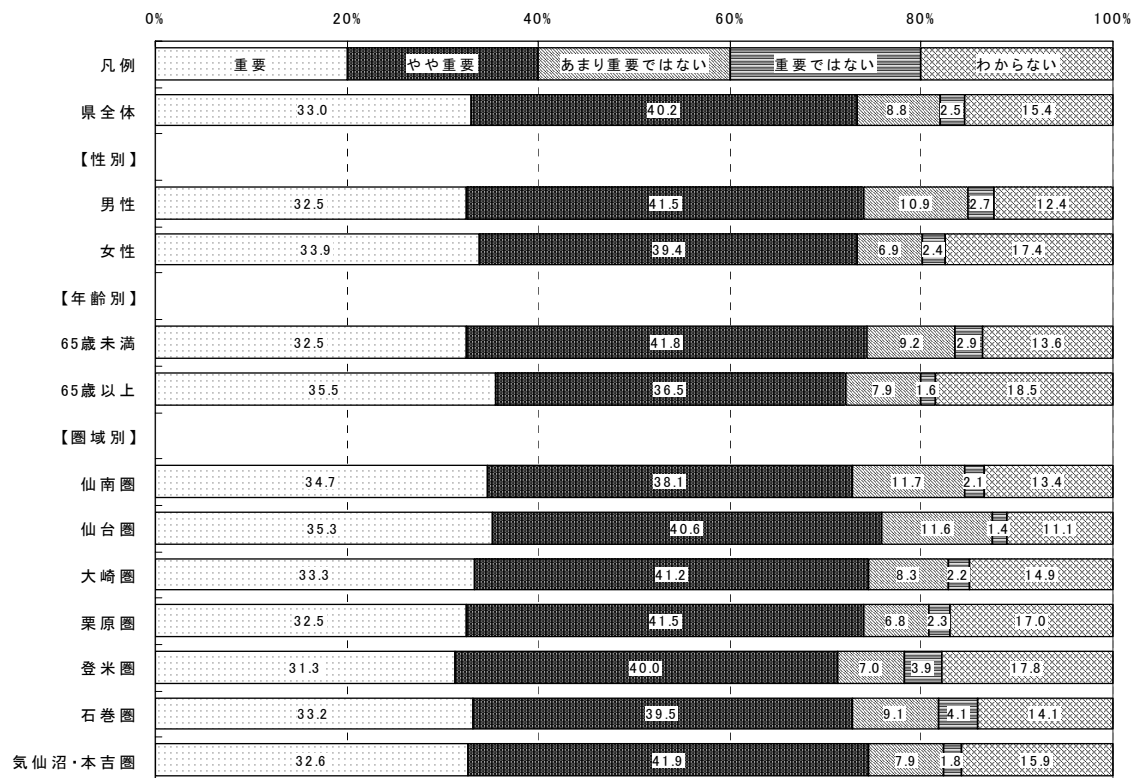 0% 20% 40% 60% 80% 100%
凡例 重要 やや重要 あまり重要ではない 重要ではない わからない
県全体 33.0 40.2 8.8 2.5 15.4
【性別】
男性 32.5 41.5 10.9 2.7 12.4
女性 33.9 39.4 6.9 2.4 17.4
【年齢別】
65歳未満 32.5 41.8 9.2 2.9 13.6
65歳以上 35.5 36.5 7.9 1.6 18.5
【圏域別】
仙南圏 34.7 38.1 11.7 2.1 13.4
仙台圏 35.3 40.6 11.6 1.4 11.1
大崎圏 33.3 41.2 8.3 2.2 14.9
栗原圏 32.5 41.5 6.8 2.3 17.0
登米圏 31.3 40.0 7.0 3.9 17.8
石巻圏 33.2 39.5 9.1 4.1 14.1
気仙沼・本吉圏 32.6 41.9 7.9 1.8 15.9